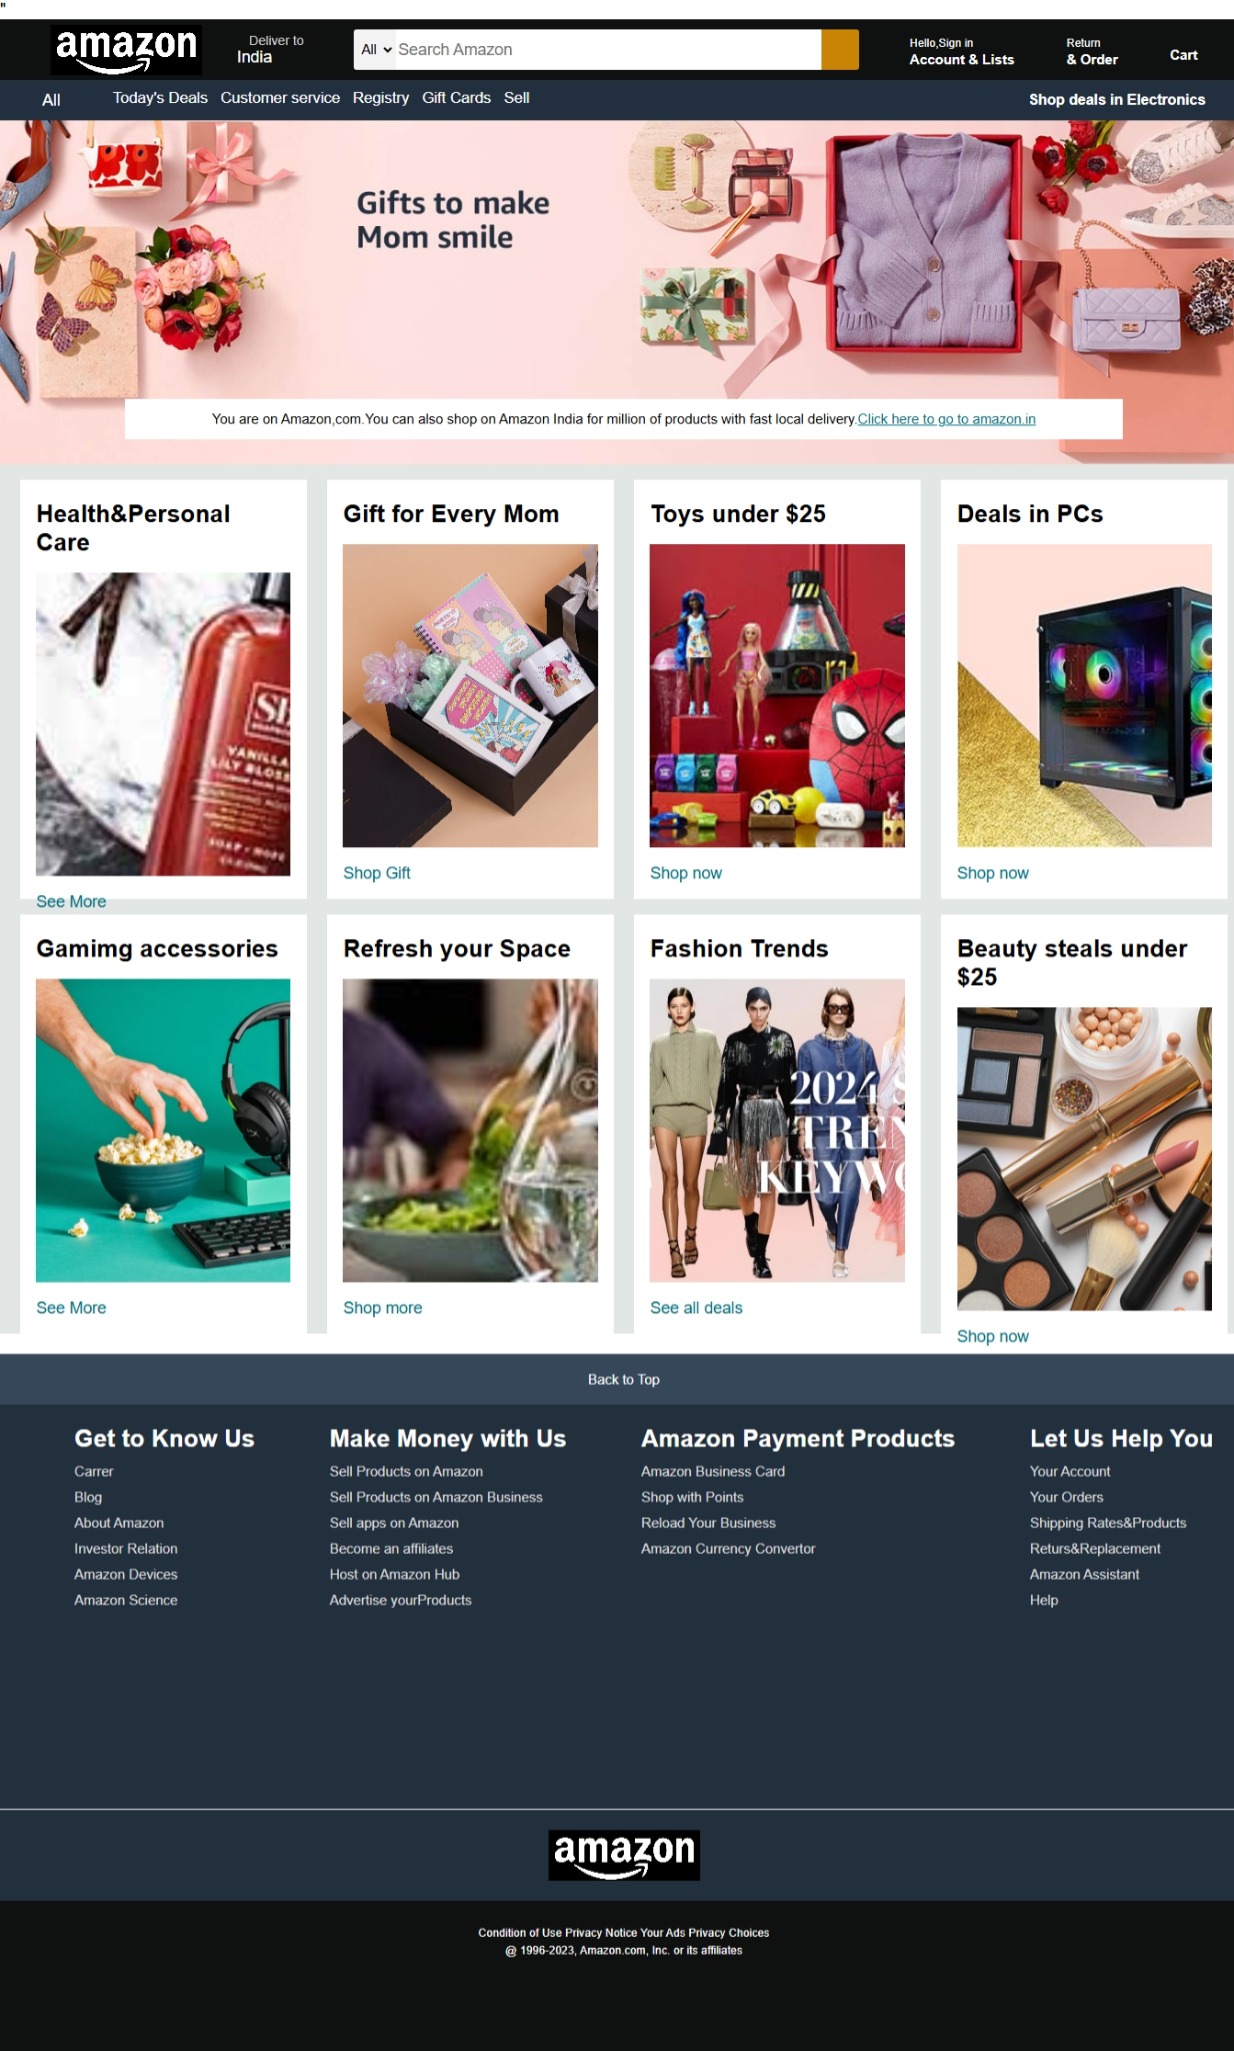 "
amazon
Deliver to
India
All
Search Amazon
Hello,Sign in
Account & Lists
Return
& Order
Cart
All
Today's Deals Customer service Registry Gift Cards Sell
Shop deals in Electronics
Gifts to make
Mom smile
You are on Amazon,com.You can also shop on Amazon India for million of products with fast local delivery.Click here to go to amazon.in
Health&Personal
Care
VANILLA
LILY
See More
Gift for Every Mom
Shop Gift
Toys under $25
Shop now
Deals in PCs
Shop now
Gamimg accessories
See More
Refresh your Space
Shop more
Fashion Trends
2024
See all deals
Beauty steals under
$25
Shop now
Back to Top
Get to Know Us
Carrer
Blog
About Amazon
Investor Relation
Amazon Devices
Amazon Science
Make Money with Us
Sell Products on Amazon
Sell Products on Amazon Business
Sell apps on Amazon
Become an affiliates
Host on Amazon Hub
Advertise yourProducts
Amazon Payment Products
Amazon Business Card
Shop with Points
Reload Your Business
Amazon Currency Convertor
Let Us Help You
Your Account
Your Orders
Shipping Rates&Products
Returs&Replacement
Amazon Assistant
Help
amazon
Condition of Use Privacy Notice Your Ads Privacy Choices
@ 1996-2023, Amazon.com, Inc. or its affiliates